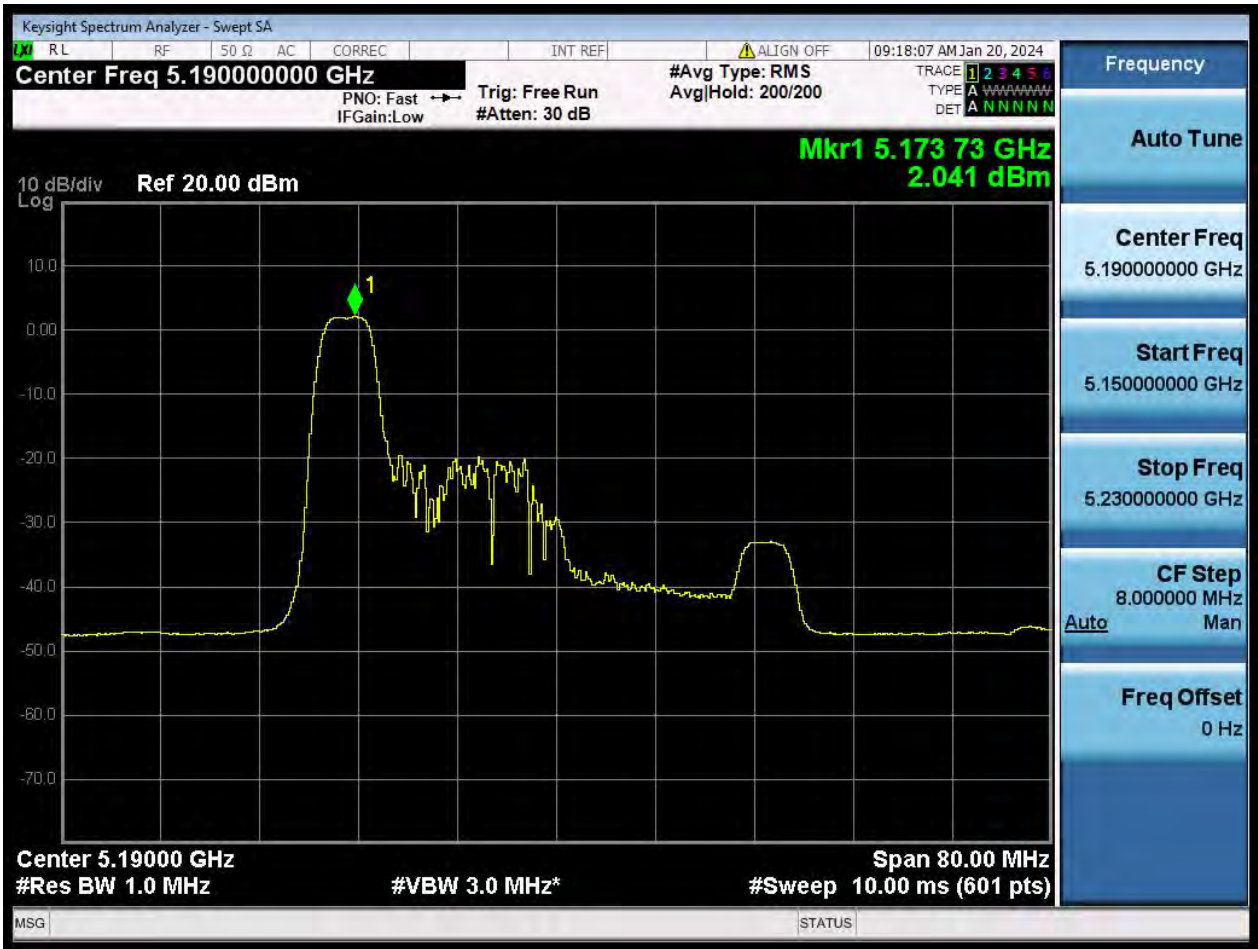 Keysight Spectrum Analyzer - Swept SA
LXI RL RF 50 Ω AC CORREC INT REF ALIGN OFF 09:18:07 AM Jan 20, 2024
Center Freq 5.190000000 GHz
PNO: Fast
IFGain:Low
Trig: Free Run
#Atten: 30 dB
#Avg Type: RMS
Avg|Hold: 200/200
TRACE 1 2 3 4 5 6
TYPE A WWWWW
DET A N N N N N
Mkr1 5.173 73 GHz
2.041 dBm
10 dB/div Ref 20.00 dBm
Log
10.0
0.00
-10.0
-20.0
-30.0
-40.0
-50.0
-60.0
-70.0
1
Center 5.19000 GHz Span 80.00 MHz
#Res BW 1.0 MHz #VBW 3.0 MHz* #Sweep 10.00 ms (601 pts)
MSG STATUS
Frequency
Auto Tune
Center Freq
5.190000000 GHz
Start Freq
5.150000000 GHz
Stop Freq
5.230000000 GHz
CF Step
8.000000 MHz
Auto Man
Freq Offset
0 Hz